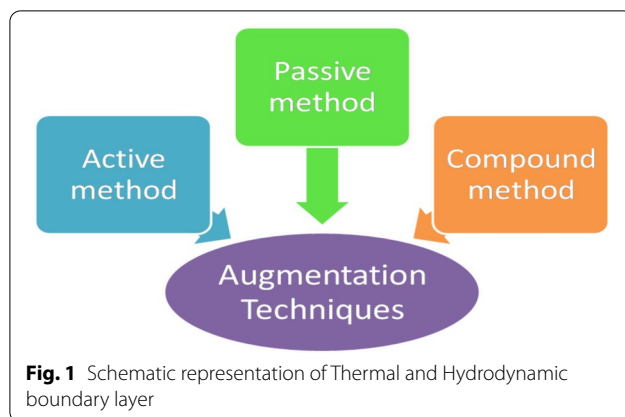 Passive
method
Active
method
Compound
method
Augmentation
Techniques
Fig. 1 Schematic representation of Thermal and Hydrodynamic
boundary layer